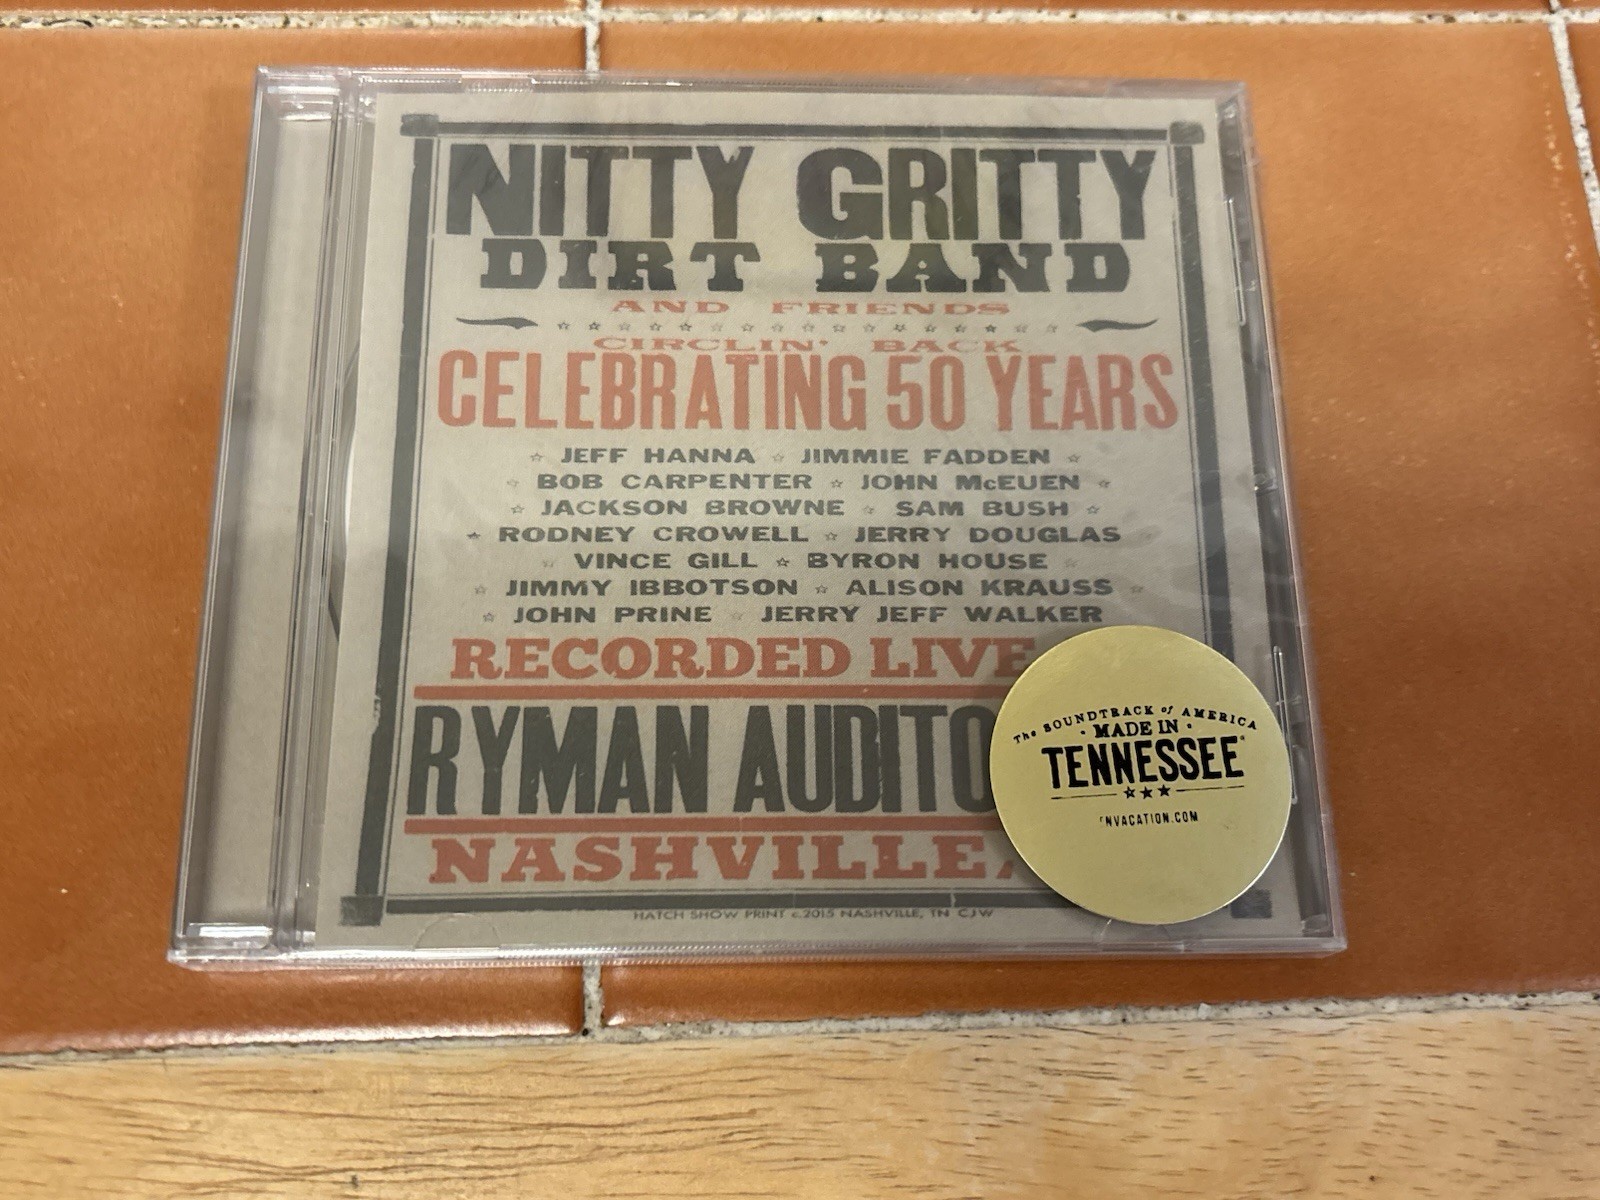 NITTY GRITTY
DIRT BAND
AND FRIENDS
CIRCLIN' BACK
CELEBRATING 50 YEARS
JEFF HANNA ☆ JIMMIE FADDEN
BOB CARPENTER ☆ JOHN McEUEN
JACKSON BROWNE ☆ SAM BUSH
RODNEY CROWELL ☆ JERRY DOUGLAS
VINCE GILL ☆ BYRON HOUSE
JIMMY IBBOTSON ☆ ALISON KRAUSS
JOHN PRINE ☆ JERRY JEFF WALKER
RECORDED LIVE
RYMAN AUDITO
NASHVILLE,
HATCH SHOW PRINT c.2015 NASHVILLE, TN CJW
The SOUNDTRACK of AMERICA
· MADE IN ·
TENNESSEE
NVACATION.COM